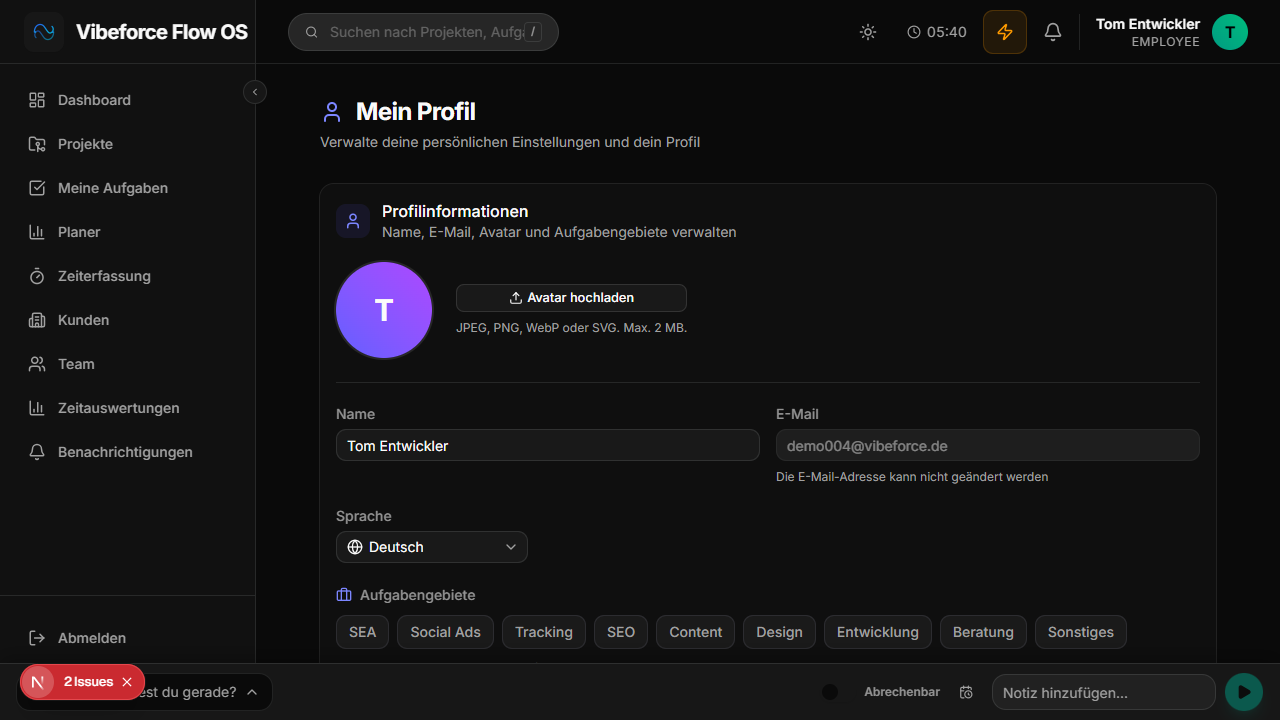 Vibeforce Flow OS
Suchen nach Projekten, Aufga
/
05:40
Tom Entwickler
EMPLOYEE
T
Dashboard
Projekte
Meine Aufgaben
Planer
Zeiterfassung
Kunden
Team
Zeitauswertungen
Benachrichtigungen
Abmelden
Mein Profil
Verwalte deine persönlichen Einstellungen und dein Profil
Profilinformationen
Name, E-Mail, Avatar und Aufgabengebiete verwalten
T
Avatar hochladen
JPEG, PNG, WebP oder SVG. Max. 2 MB.
Name
Tom Entwickler
E-Mail
demo004@vibeforce.de
Die E-Mail-Adresse kann nicht geändert werden
Sprache
Deutsch
Aufgabengebiete
SEA
Social Ads
Tracking
SEO
Content
Design
Entwicklung
Beratung
Sonstiges
N
2 Issues
est du gerade?
Abrechenbar
Notiz hinzufügen...